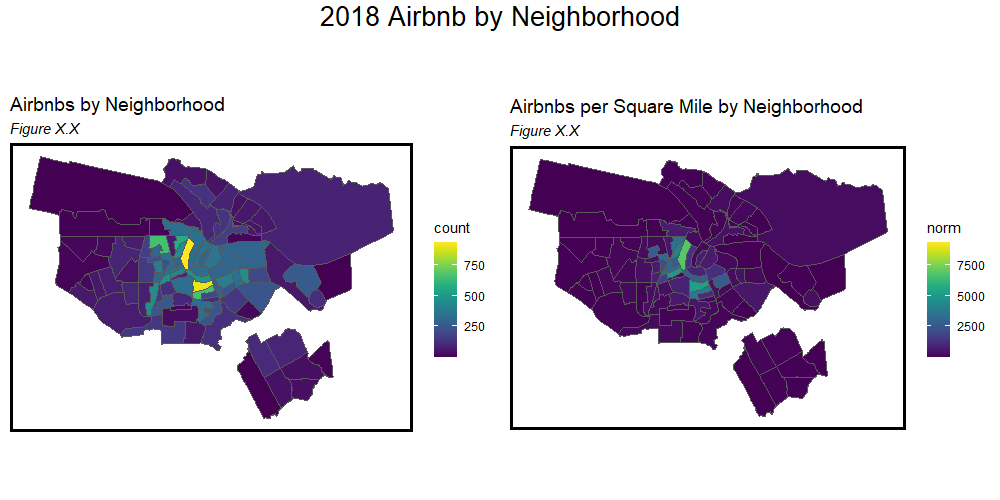 2018 Airbnb by Neighborhood
Airbnbs by Neighborhood
Figure X.X
count
750
500
250
Airbnbs per Square Mile by Neighborhood
Figure X.X
norm
7500
5000
2500